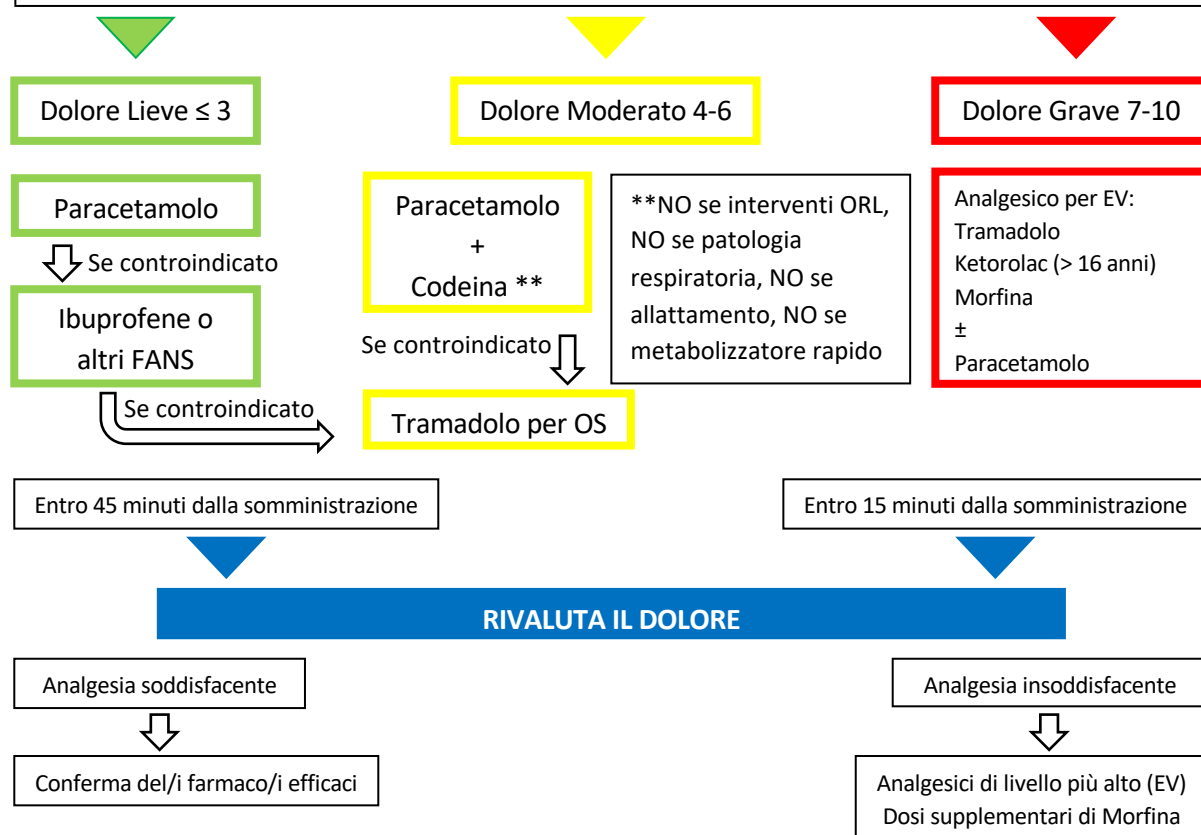 Dolore Lieve ≤ 3
Dolore Moderato 4-6
Dolore Grave 7-10
Paracetamolo
Se controindicato
Ibuprofene o
altri FANS
Se controindicato
Paracetamolo
+
Codeina **
Se controindicato
Tramadolo per OS
**NO se interventi ORL,
NO se patologia
respiratoria, NO se
allattamento, NO se
metabolizzatore rapido
Analgesico per EV:
Tramadolo
Ketorolac (> 16 anni)
Morfina
±
Paracetamolo
Entro 45 minuti dalla somministrazione
Entro 15 minuti dalla somministrazione
RIVALUTA IL DOLORE
Analgesia soddisfacente
Conferma del/i farmaco/i efficaci
Analgesia insoddisfacente
Analgesici di livello più alto (EV)
Dosi supplementari di Morfina